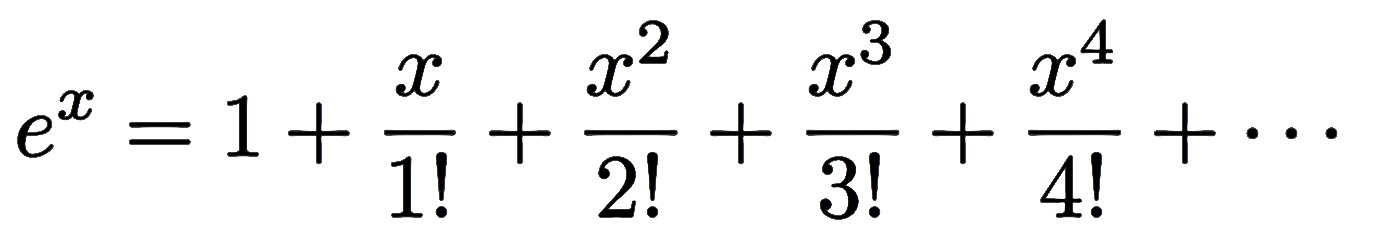 e^x = 1 + x/1! + x^2/2! + x^3/3! + x^4/4! + ⋯